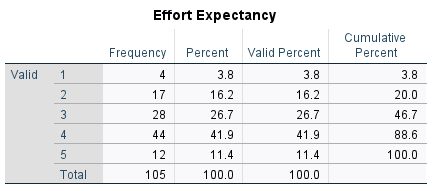 Effort Expectancy
Frequency Percent Valid Percent Cumulative Percent
Valid 1 4 3.8 3.8 3.8
2 17 16.2 16.2 20.0
3 28 26.7 26.7 46.7
4 44 41.9 41.9 88.6
5 12 11.4 11.4 100.0
Total 105 100.0 100.0